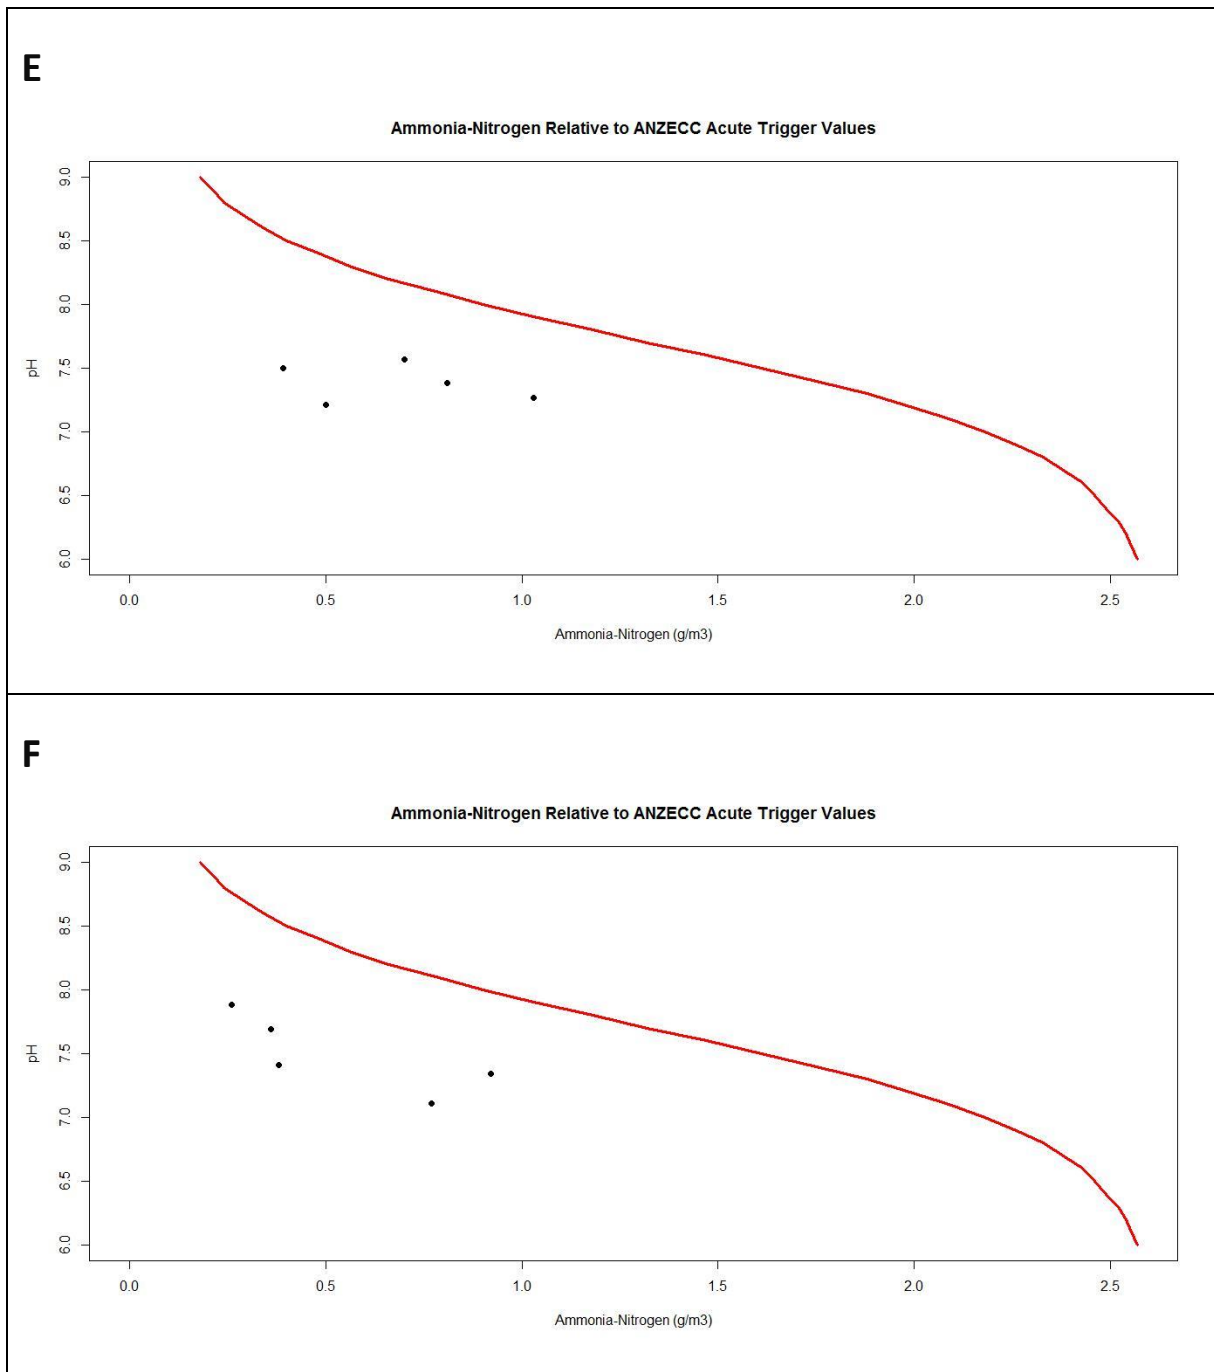 E
Ammonia-Nitrogen Relative to ANZECC Acute Trigger Values
9.0
8.5
8.0
7.5
7.0
6.5
6.0
pH
0.0 0.5 1.0 1.5 2.0 2.5
Ammonia-Nitrogen (g/m3)
F
Ammonia-Nitrogen Relative to ANZECC Acute Trigger Values
9.0
8.5
8.0
7.5
7.0
6.5
6.0
pH
0.0 0.5 1.0 1.5 2.0 2.5
Ammonia-Nitrogen (g/m3)